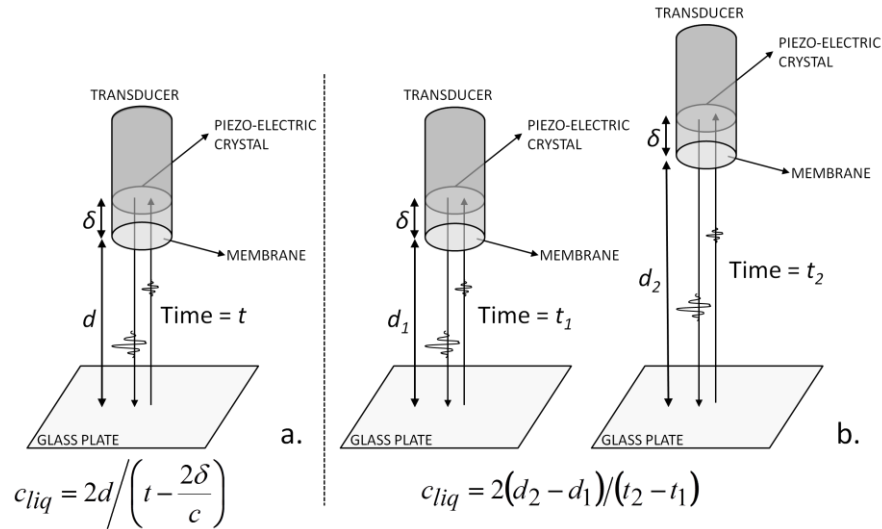 TRANSDUCER
PIEZO-ELECTRIC
CRYSTAL
δ
MEMBRANE
d
Time = t
GLASS PLATE
a.
c_liq = 2d/(t − 2δ/c)
TRANSDUCER
PIEZO-ELECTRIC
CRYSTAL
δ
MEMBRANE
d₁
Time = t₁
GLASS PLATE
TRANSDUCER
PIEZO-ELECTRIC
CRYSTAL
δ
MEMBRANE
d₂
Time = t₂
GLASS PLATE
b.
c_liq = 2(d₂ − d₁)/(t₂ − t₁)